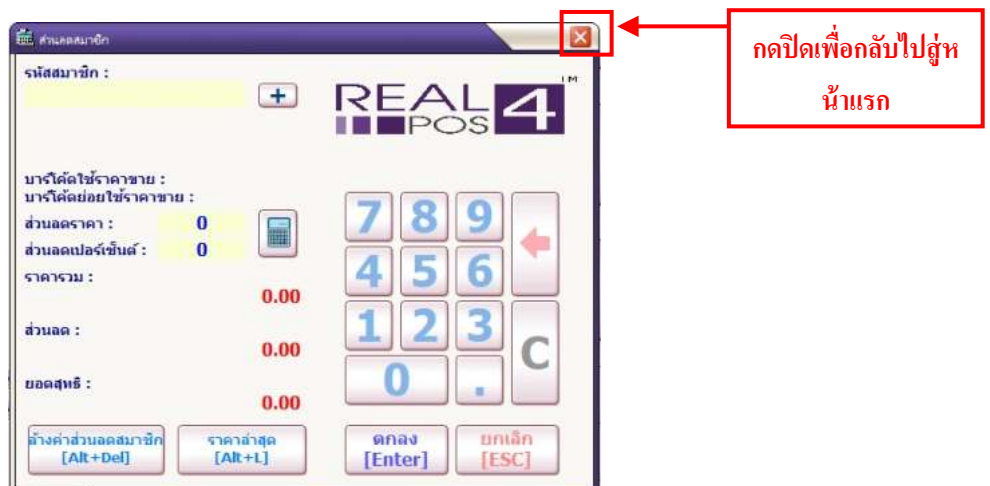 ส่วนลดสมาชิก
รหัสสมาชิก :
+
TM
REAL 4
POS
บาร์โค้ดใช้ราคาขาย :
บาร์โค้ดย่อยใช้ราคาขาย :
ส่วนลดราคา : 0
ส่วนลดเปอร์เซ็นต์ : 0
ราคารวม :
0.00
ส่วนลด :
0.00
ยอดสุทธิ :
0.00
7 8 9
4 5 6
1 2 3
C
0 .
ล้างค่าส่วนลดสมาชิก
[Alt+Del]
ราคาล่าสุด
[Alt+L]
ตกลง
[Enter]
ยกเลิก
[ESC]
กดปิดเพื่อกลับไปสู่ห
น้าแรก